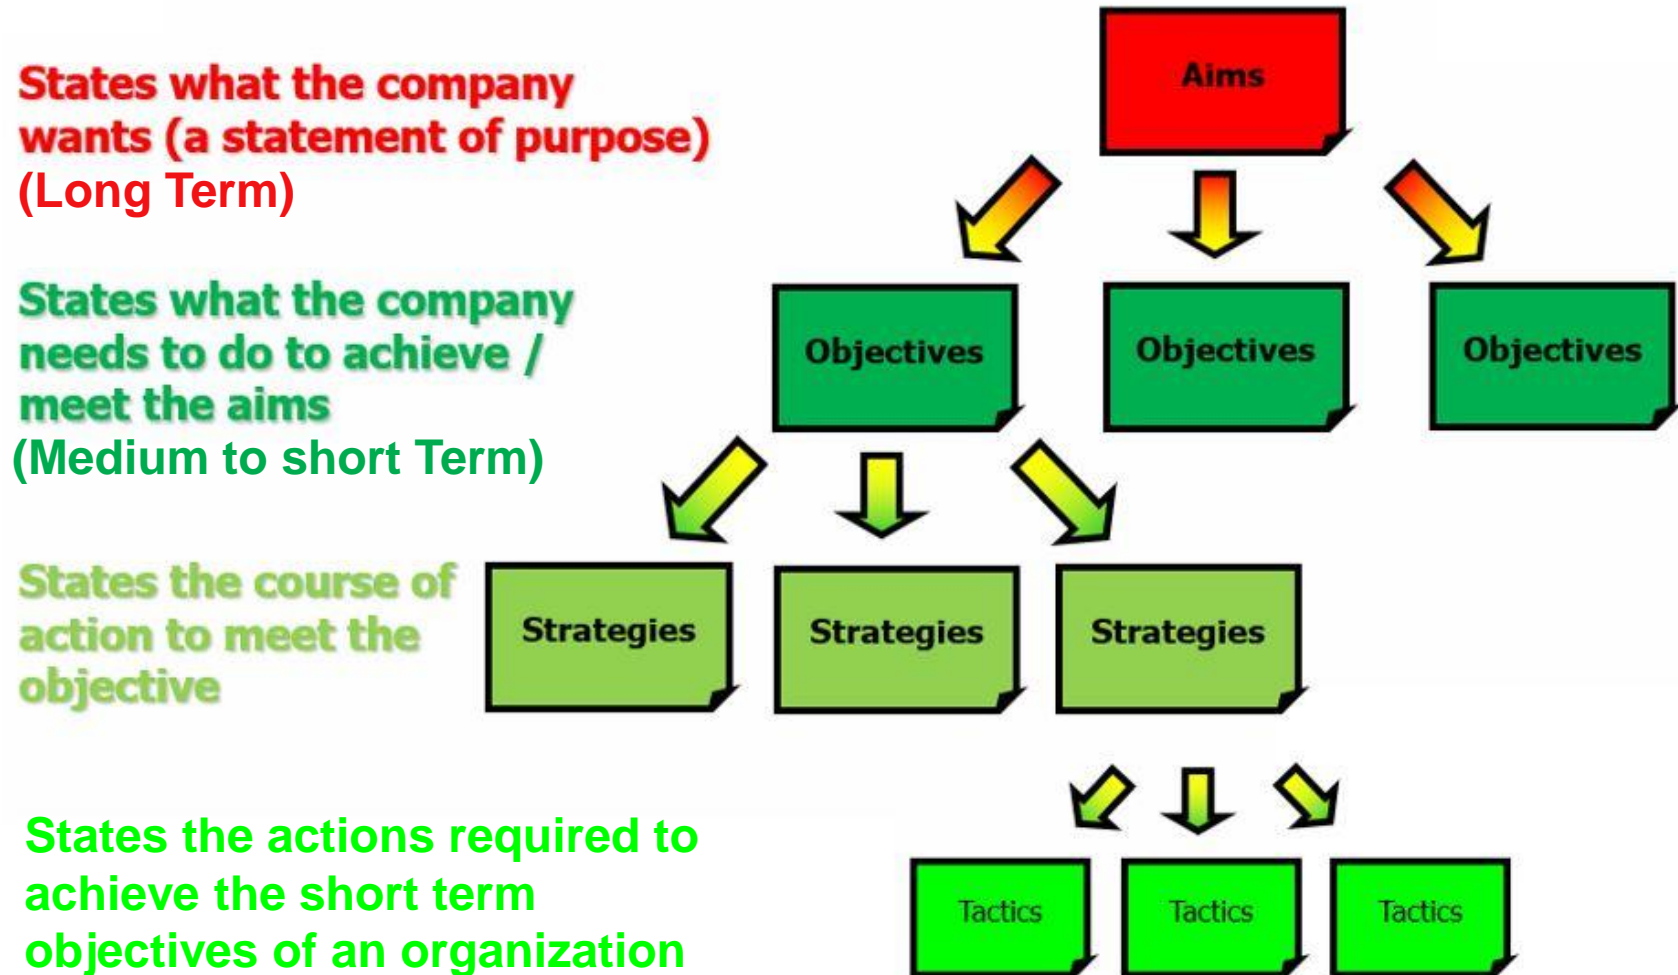 Aims
States what the company
wants (a statement of purpose)
(Long Term)
States what the company
needs to do to achieve /
meet the aims
(Medium to short Term)
Objectives
Objectives
Objectives
States the course of
action to meet the
objective
Strategies
Strategies
Strategies
States the actions required to
achieve the short term
objectives of an organization
Tactics
Tactics
Tactics